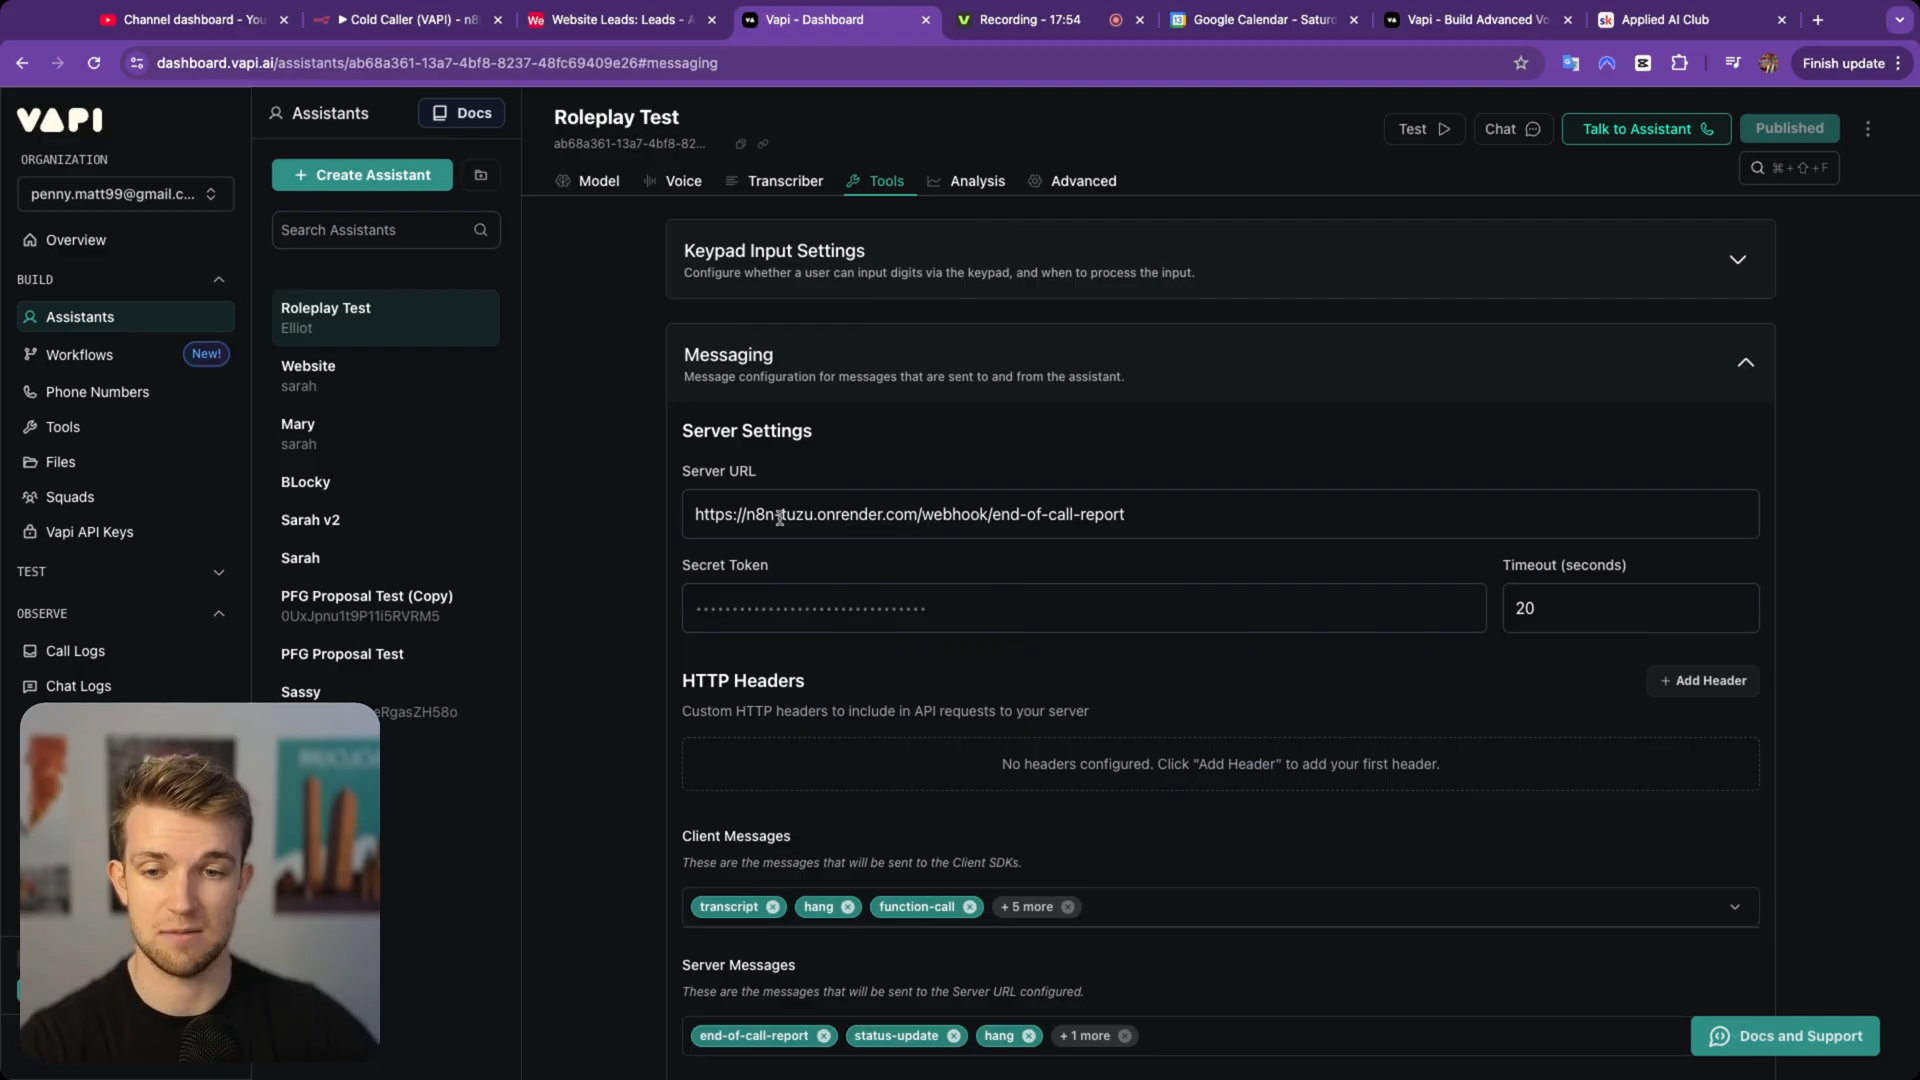 Channel dashboard - You
▶ Cold Caller (VAPI) - n8
We
Website Leads: Leads - A
Vapi - Dashboard
Recording - 17:54
Google Calendar - Saturd
Vapi - Build Advanced Vo
sk
Applied AI Club
dashboard.vapi.ai/assistants/ab68a361-13a7-4bf8-8237-48fc69409e26#messaging
Finish update
VAPI
ORGANIZATION
penny.matt99@gmail.c...
Overview
BUILD
Assistants
Workflows
New!
Phone Numbers
Tools
Files
Squads
Vapi API Keys
TEST
OBSERVE
Call Logs
Chat Logs
Assistants
Docs
+ Create Assistant
Search Assistants
Roleplay Test
Elliot
Website
sarah
Mary
sarah
BLocky
Sarah v2
Sarah
PFG Proposal Test (Copy)
0UxJpnu1t9P11i5RVRM5
PFG Proposal Test
Sassy
eRgasZH58o
Roleplay Test
ab68a361-13a7-4bf8-82...
Test
Chat
Talk to Assistant
Published
⌘+⇧+F
Model
Voice
Transcriber
Tools
Analysis
Advanced
Keypad Input Settings
Configure whether a user can input digits via the keypad, and when to process the input.
Messaging
Message configuration for messages that are sent to and from the assistant.
Server Settings
Server URL
https://n8n-tuzu.onrender.com/webhook/end-of-call-report
Secret Token
Timeout (seconds)
20
HTTP Headers
+ Add Header
Custom HTTP headers to include in API requests to your server
No headers configured. Click "Add Header" to add your first header.
Client Messages
These are the messages that will be sent to the Client SDKs.
transcript
hang
function-call
+ 5 more
Server Messages
These are the messages that will be sent to the Server URL configured.
end-of-call-report
status-update
hang
+ 1 more
Docs and Support